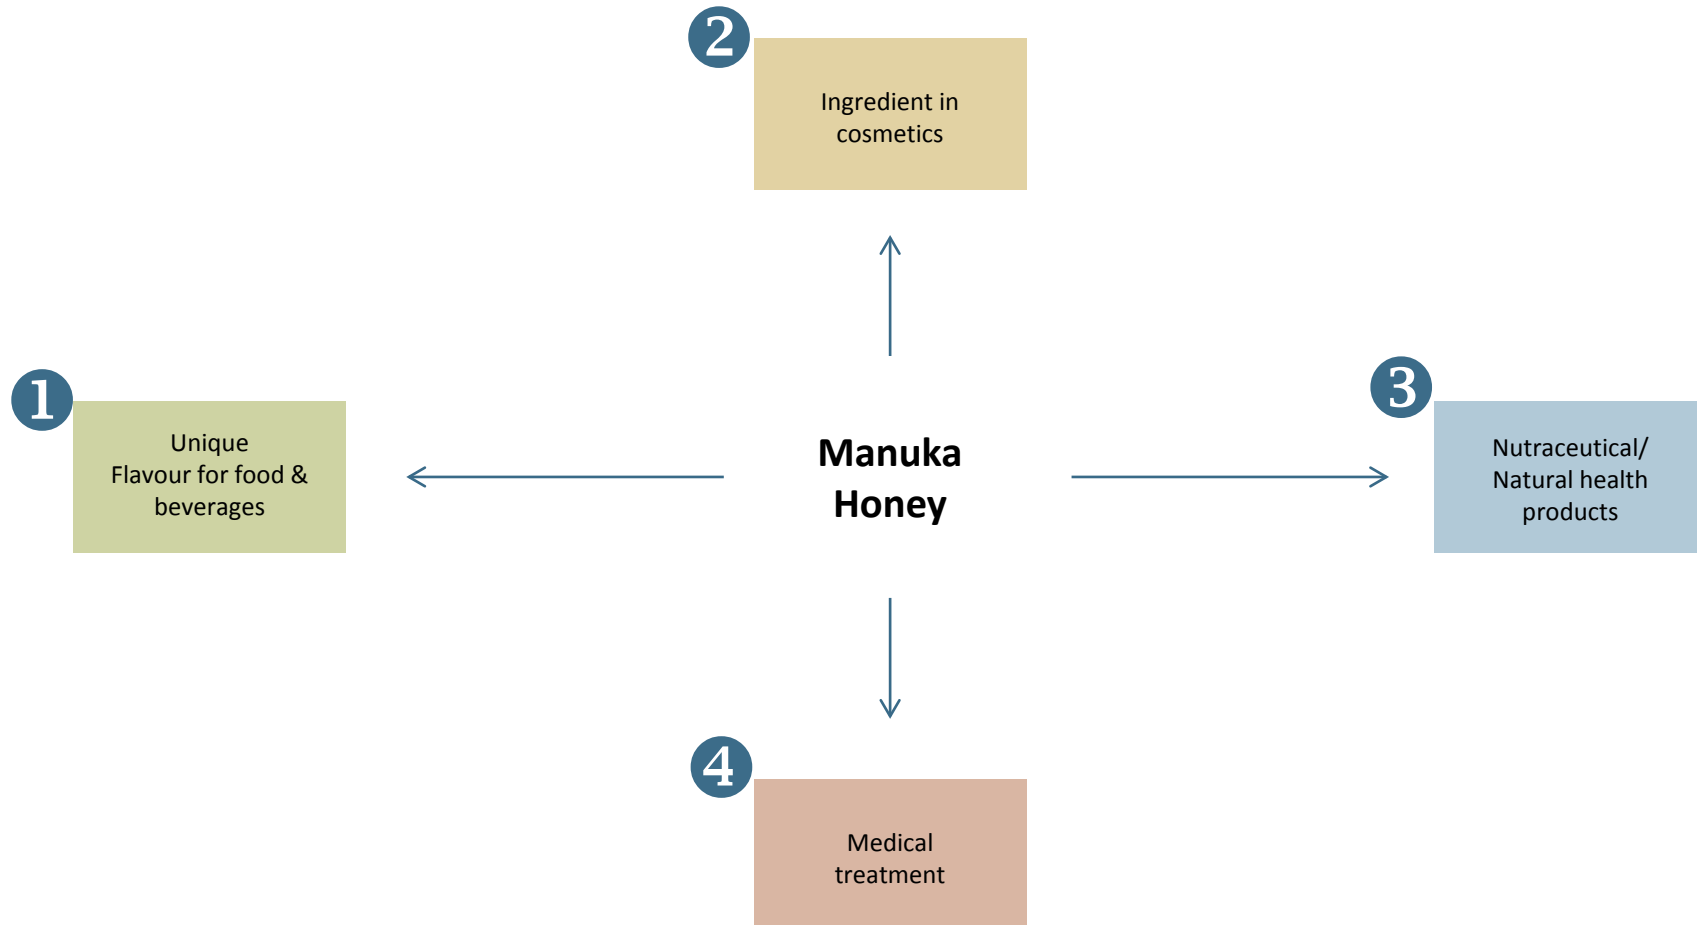 2
Ingredient in
cosmetics
1
Unique
Flavour for food &
beverages
Manuka
Honey
3
Nutraceutical/
Natural health
products
4
Medical
treatment